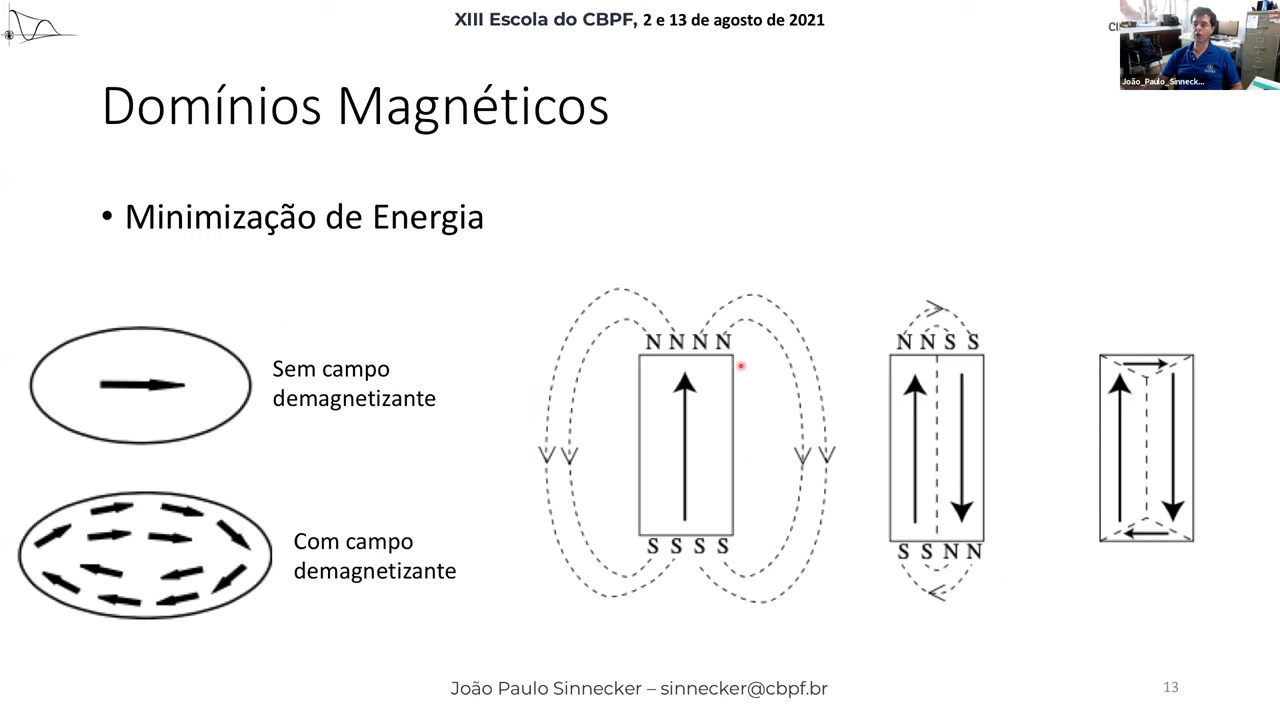 XIII Escola do CBPF, 2 e 13 de agosto de 2021
João_Paulo_Sinneck...
Domínios Magnéticos
• Minimização de Energia
Sem campo
demagnetizante
Com campo
demagnetizante
N N N N
S S S S
N N S S
S S N N
João Paulo Sinnecker – sinnecker@cbpf.br
13